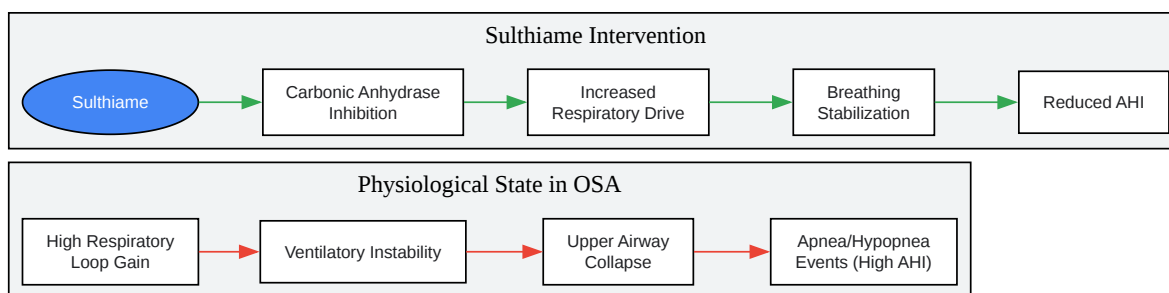 Sulthiame Intervention
Sulthiame
Carbonic Anhydrase
Inhibition
Increased
Respiratory Drive
Breathing
Stabilization
Reduced AHI
Physiological State in OSA
High Respiratory
Loop Gain
Ventilatory Instability
Upper Airway
Collapse
Apnea/Hypopnea
Events (High AHI)